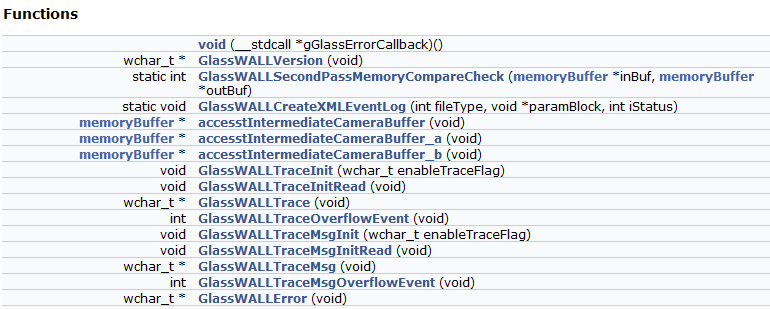 Functions
void (__stdcall *gGlassErrorCallback)()
wchar_t * GlassWALLVersion (void)
static int GlassWALLSecondPassMemoryCompareCheck (memoryBuffer *inBuf, memoryBuffer
*outBuf)
static void GlassWALLCreateXMLEventLog (int fileType, void *paramBlock, int iStatus)
memoryBuffer * accesstIntermediateCameraBuffer (void)
memoryBuffer * accesstIntermediateCameraBuffer_a (void)
memoryBuffer * accesstIntermediateCameraBuffer_b (void)
void GlassWALLTraceInit (wchar_t enableTraceFlag)
void GlassWALLTraceInitRead (void)
wchar_t * GlassWALLTrace (void)
int GlassWALLTraceOverflowEvent (void)
void GlassWALLTraceMsgInit (wchar_t enableTraceFlag)
void GlassWALLTraceMsgInitRead (void)
wchar_t * GlassWALLTraceMsg (void)
int GlassWALLTraceMsgOverflowEvent (void)
wchar_t * GlassWALLError (void)